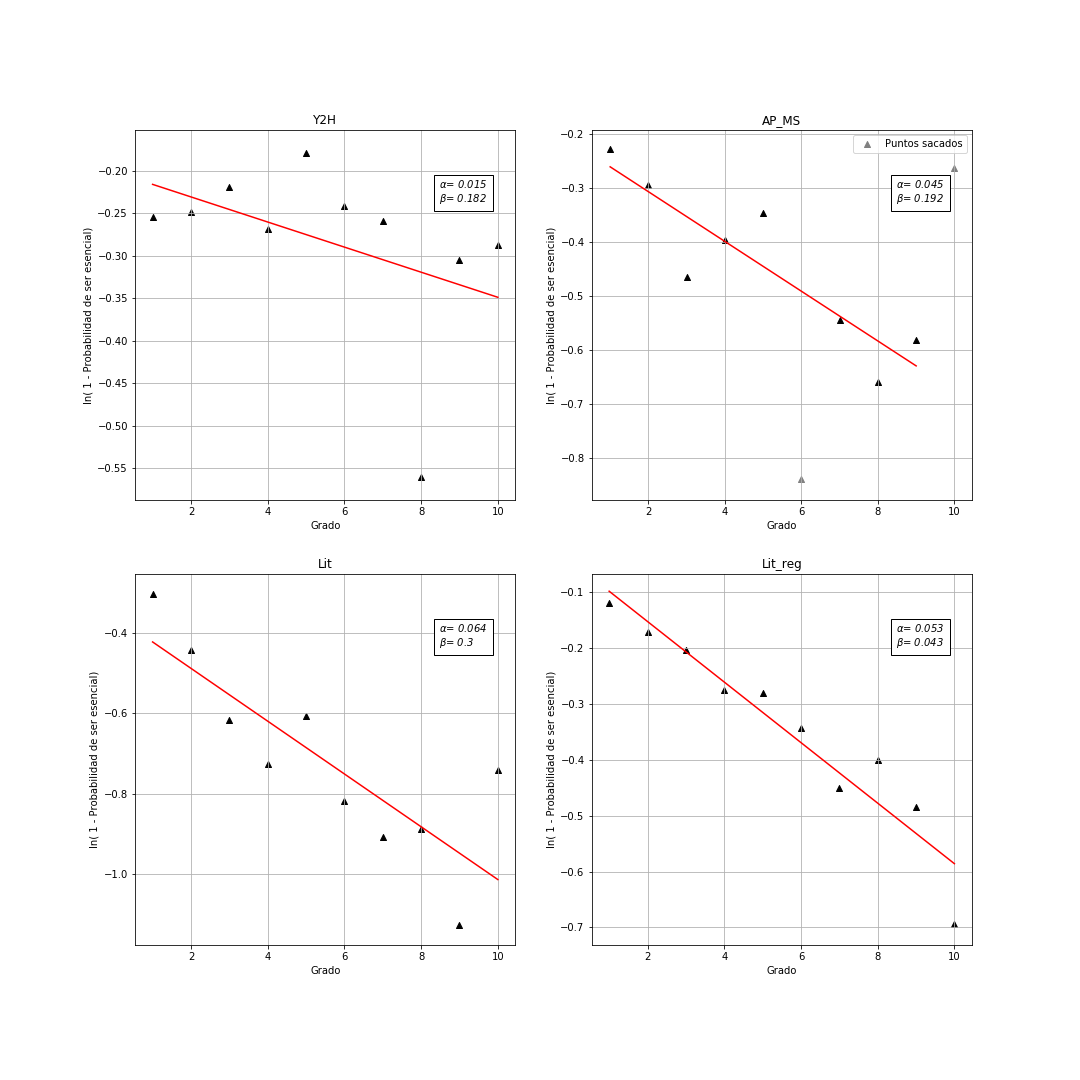 Y2H
ln( 1 - Probabilidad de ser esencial)
−0.20
−0.25
−0.30
−0.35
−0.40
−0.45
−0.50
−0.55
α= 0.015
β= 0.182
2 4 6 8 10
Grado
AP_MS
ln( 1 - Probabilidad de ser esencial)
−0.2
−0.3
−0.4
−0.5
−0.6
−0.7
−0.8
Puntos sacados
α= 0.045
β= 0.192
2 4 6 8 10
Grado
Lit
ln( 1 - Probabilidad de ser esencial)
−0.4
−0.6
−0.8
−1.0
α= 0.064
β= 0.3
2 4 6 8 10
Grado
Lit_reg
ln( 1 - Probabilidad de ser esencial)
−0.1
−0.2
−0.3
−0.4
−0.5
−0.6
−0.7
α= 0.053
β= 0.043
2 4 6 8 10
Grado